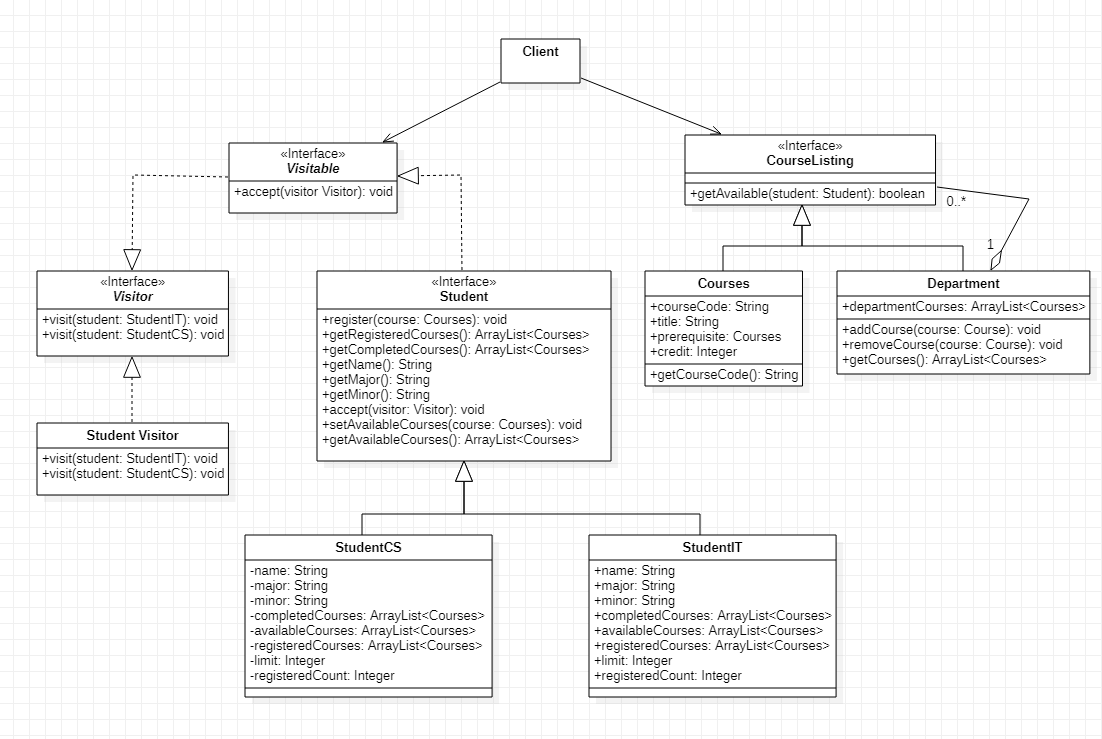 Client
«Interface»
Visitable
+accept(visitor Visitor): void
«Interface»
CourseListing
+getAvailable(student: Student): boolean
0..*
1
«Interface»
Visitor
+visit(student: StudentIT): void
+visit(student: StudentCS): void
«Interface»
Student
+register(course: Courses): void
+getRegisteredCourses(): ArrayList<Courses>
+getCompletedCourses(): ArrayList<Courses>
+getName(): String
+getMajor(): String
+getMinor(): String
+accept(visitor: Visitor): void
+setAvailableCourses(course: Courses): void
+getAvailableCourses(): ArrayList<Courses>
Courses
+courseCode: String
+title: String
+prerequisite: Courses
+credit: Integer
+getCourseCode(): String
Department
+departmentCourses: ArrayList<Courses>
+addCourse(course: Course): void
+removeCourse(course: Course): void
+getCourses(): ArrayList<Courses>
Student Visitor
+visit(student: StudentIT): void
+visit(student: StudentCS): void
StudentCS
-name: String
-major: String
-minor: String
-completedCourses: ArrayList<Courses>
-availableCourses: ArrayList<Courses>
-registeredCourses: ArrayList<Courses>
-limit: Integer
-registeredCount: Integer
StudentIT
+name: String
+major: String
+minor: String
+completedCourses: ArrayList<Courses>
+availableCourses: ArrayList<Courses>
+registeredCourses: ArrayList<Courses>
+limit: Integer
+registeredCount: Integer